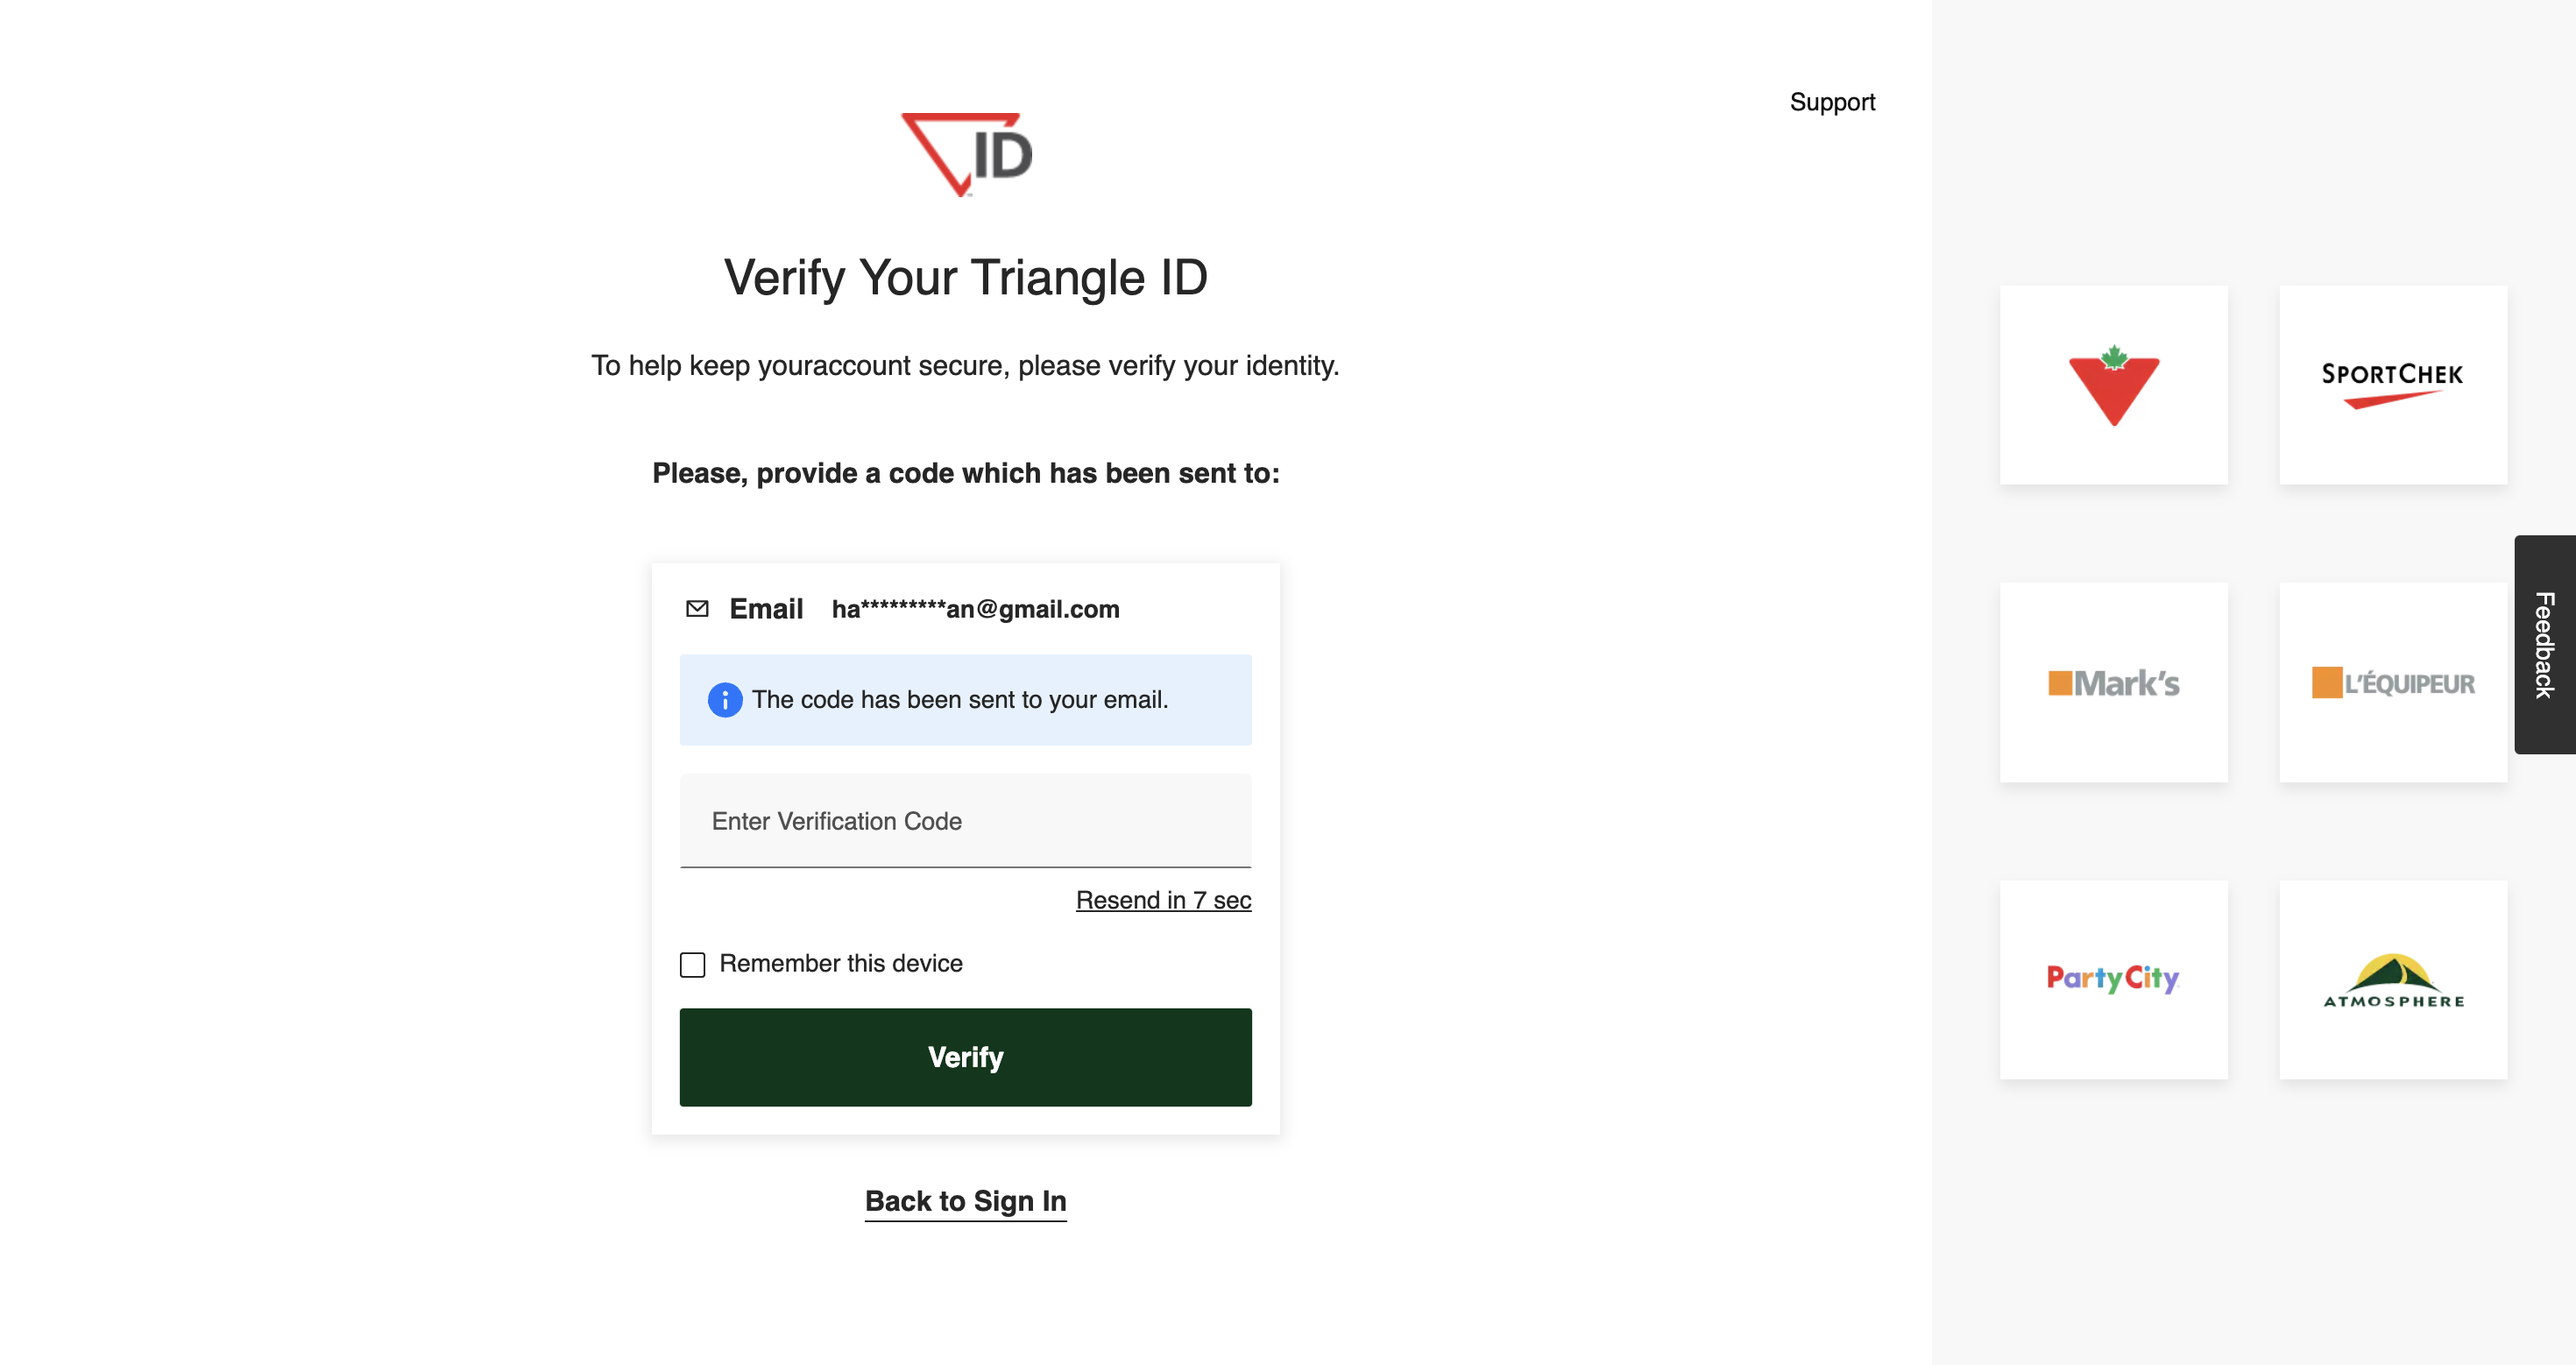 Support
ID
Verify Your Triangle ID
To help keep youraccount secure, please verify your identity.
Please, provide a code which has been sent to:
Email ha*********an@gmail.com
The code has been sent to your email.
Enter Verification Code
Resend in 7 sec
Remember this device
Verify
Back to Sign In
SPORTCHEK
Mark's
L'ÉQUIPEUR
PartyCity
ATMOSPHERE
Feedback